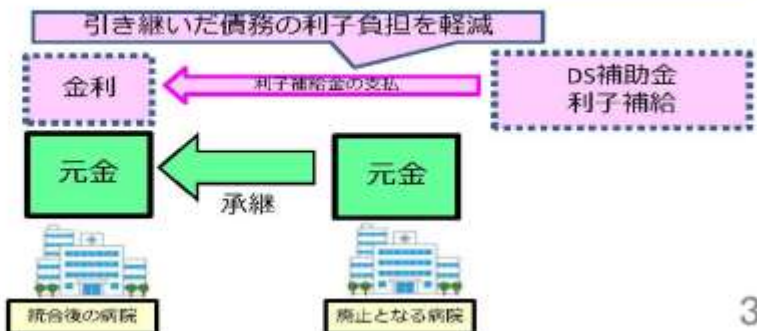 引き継いだ債務の利子負担を軽減
金利
利子補給金の支払
DS補助金
利子補給
元金
承継
元金
統合後の病院
廃止となる病院
3